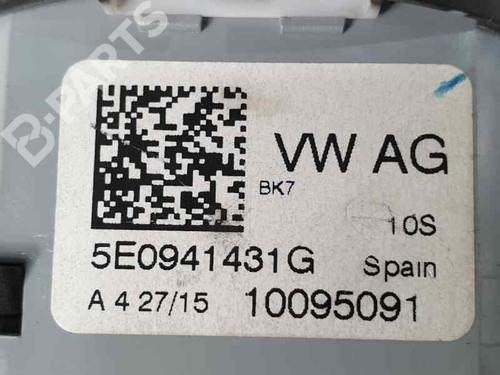 B-PARTS
VW AG
BK7
10S
5E0941431G Spain
A 4 27/15 10095091